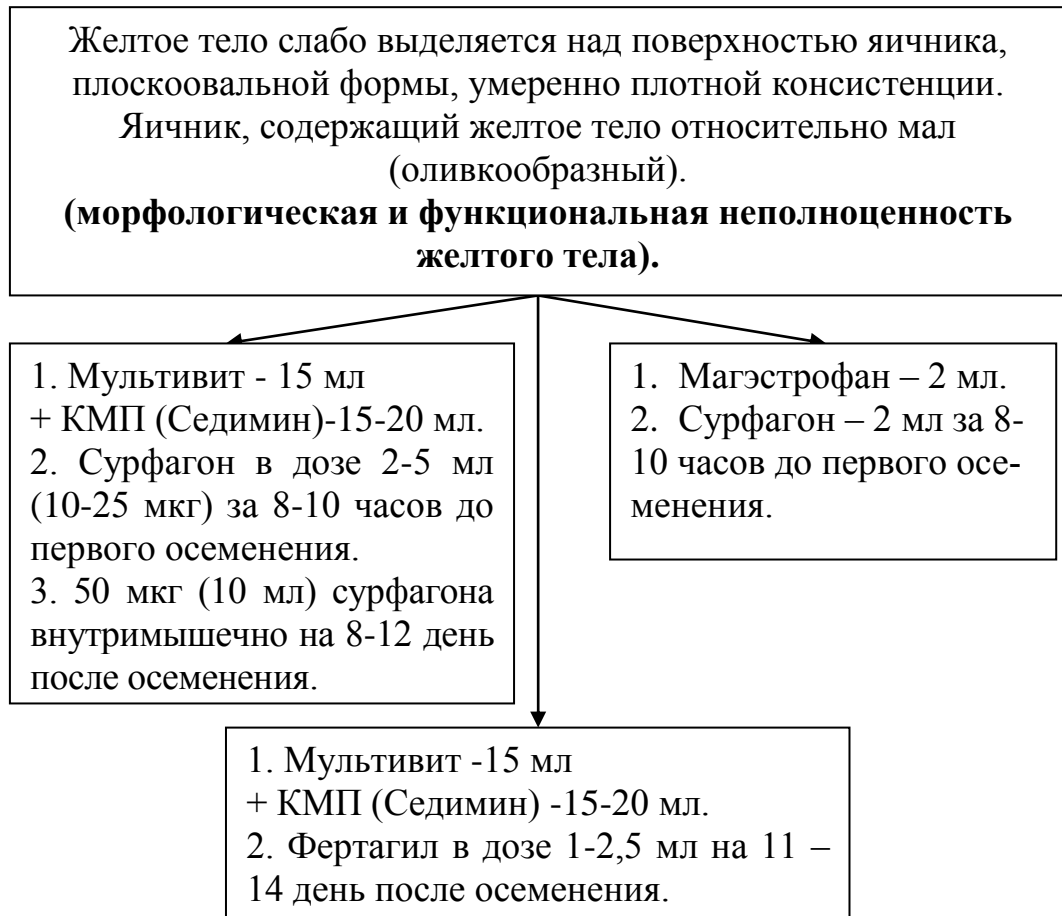 Желтое тело слабо выделяется над поверхностью яичника,
плоскоовальной формы, умеренно плотной консистенции.
Яичник, содержащий желтое тело относительно мал
(оливкообразный).
(морфологическая и функциональная неполноценность
желтого тела).
1. Мультивит - 15 мл
+ КМП (Седимин)-15-20 мл.
2. Сурфагон в дозе 2-5 мл
(10-25 мкг) за 8-10 часов до
первого осеменения.
3. 50 мкг (10 мл) сурфагона
внутримышечно на 8-12 день
после осеменения.
1. Магэстрофан – 2 мл.
2. Сурфагон – 2 мл за 8-
10 часов до первого осе-
менения.
1. Мультивит -15 мл
+ КМП (Седимин) -15-20 мл.
2. Фертагил в дозе 1-2,5 мл на 11 –
14 день после осеменения.